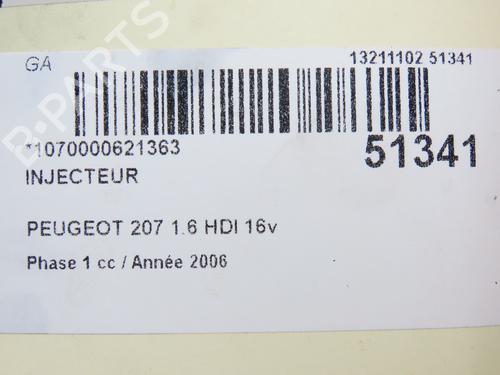 GA
13211102 51341
*1070000621363
51341
INJECTEUR
PEUGEOT 207 1.6 HDI 16v
Phase 1 cc / Année 2006
B-PARTS